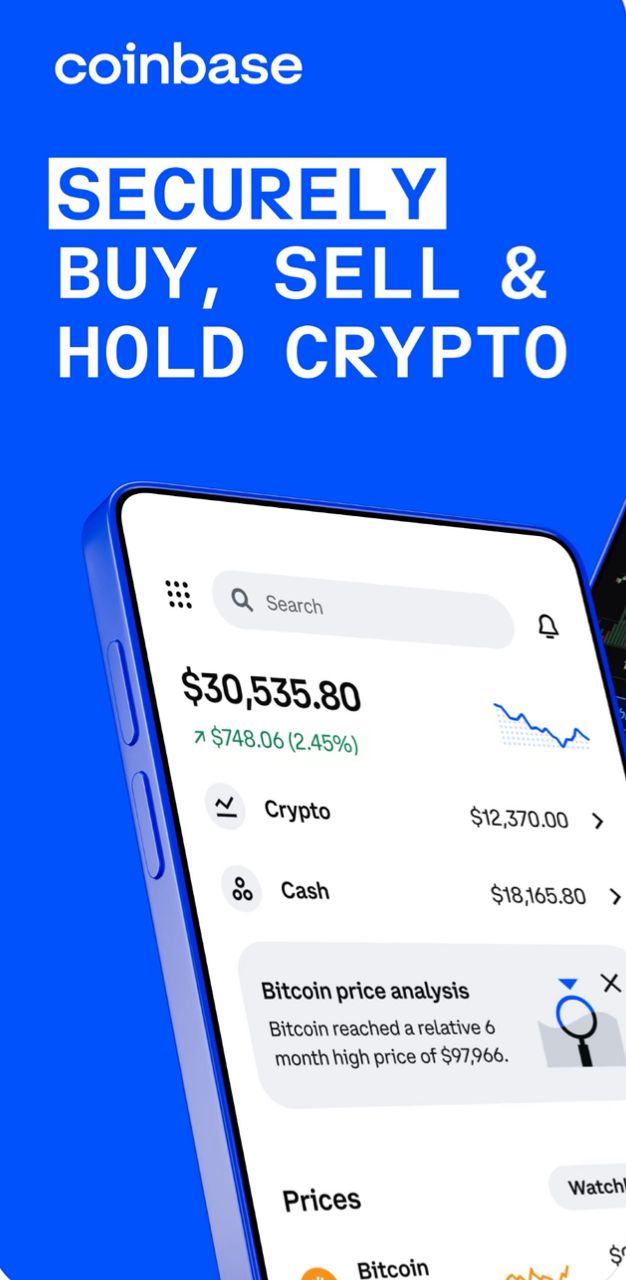 coinbase
SECURELY
BUY, SELL &
HOLD CRYPTO
Search
$30,535.80
↗ $748.06 (2.45%)
Crypto
$12,370.00
Cash
$18,165.80
Bitcoin price analysis
Bitcoin reached a relative 6
month high price of $97,966.
Prices
Bitcoin